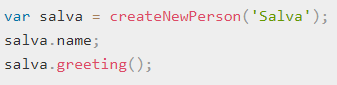 var salva = createNewPerson('Salva');
salva.name;
salva.greeting();